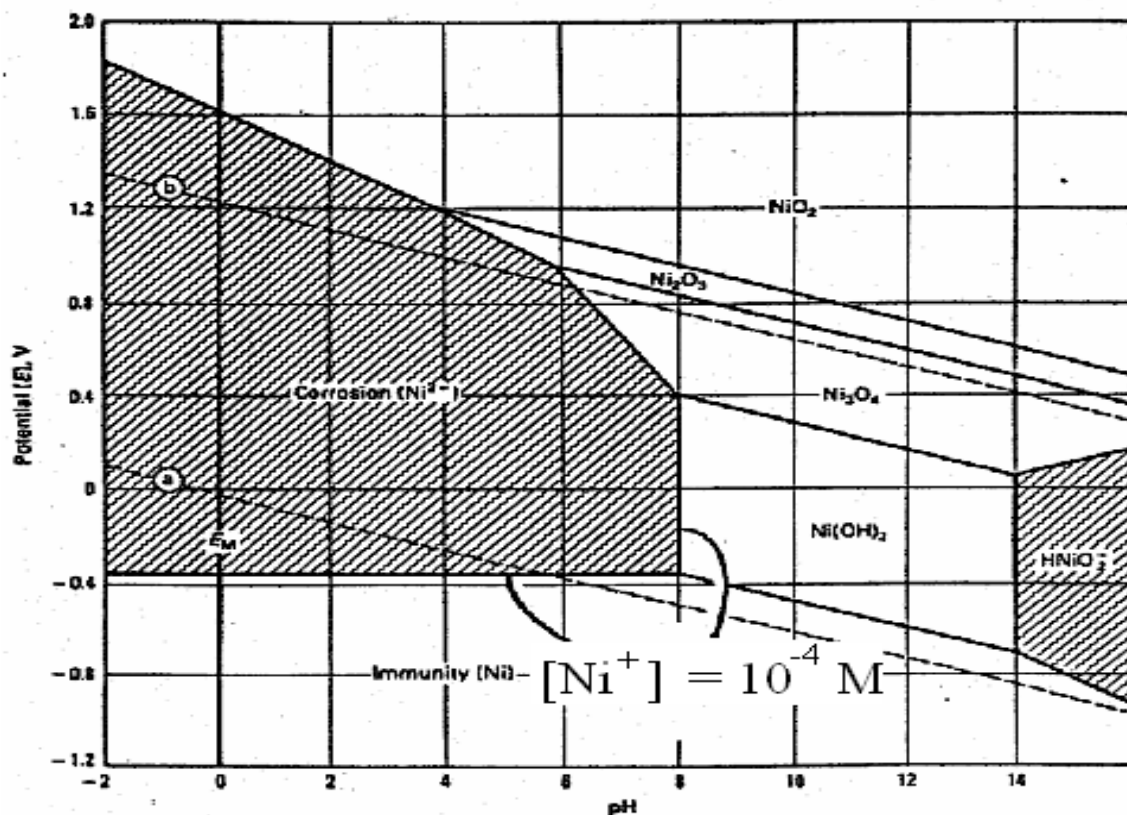 2.0
1.6
1.2
0.8
0.4
0
−0.4
−0.8
−1.2
Potential [E], V
b
NiO₂
Ni₂O₃
Corrosion (Ni²⁻)
Ni₃O₄
a
E_M
Ni(OH)₂
HNiO₂⁻
Immunity (Ni)
[Ni⁺] = 10⁻⁴ M
−2 0 2 4 6 8 10 12 14
pH